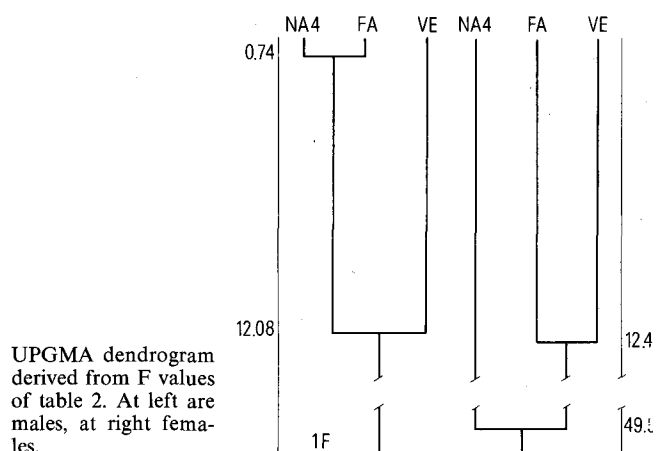 NA4 FA VE NA4 FA VE
0.74
12.08
12.4
49.
1F
UPGMA dendrogram
derived from F values
of table 2. At left are
males, at right fema-
les.